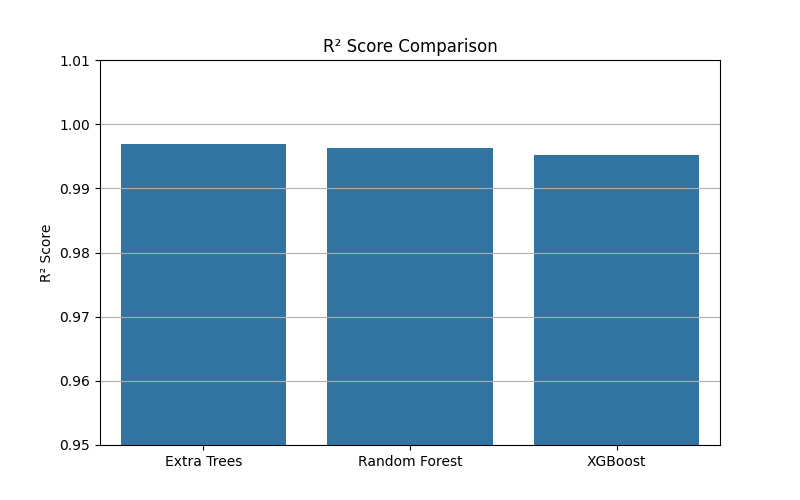 R² Score Comparison
1.01
1.00
0.99
0.98
0.97
0.96
0.95
R² Score
Extra Trees
Random Forest
XGBoost